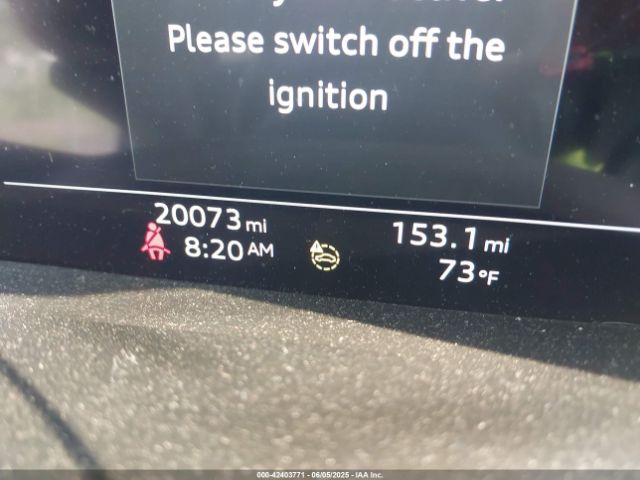 Please switch off the
ignition
20073 mi
153.1 mi
8:20 AM
73°F
000-42403771 - 06/05/2025 - IAA Inc.